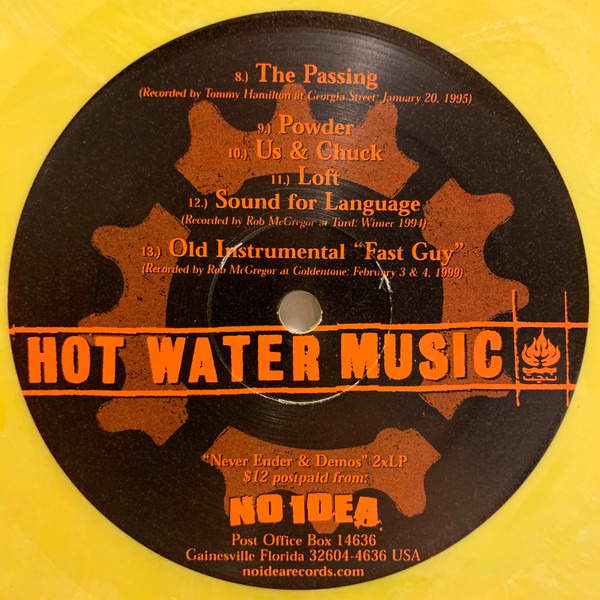 8.) The Passing
(Recorded by Tommy Hamilton at Georgia Street: January 20, 1995)
9.) Powder
10.) Us & Chuck
11.) Loft
12.) Sound for Language
(Recorded by Rob McGregor at Turd: Winter 1994)
13.) Old Instrumental “Fast Guy”
(Recorded by Rob McGregor at Goldentone: February 3 & 4, 1999)
HOT WATER MUSIC
“Never Ender & Demos” 2xLP
$12 postpaid from:
NO IDEA
Post Office Box 14636
Gainesville Florida 32604-4636 USA
noidearecords.com